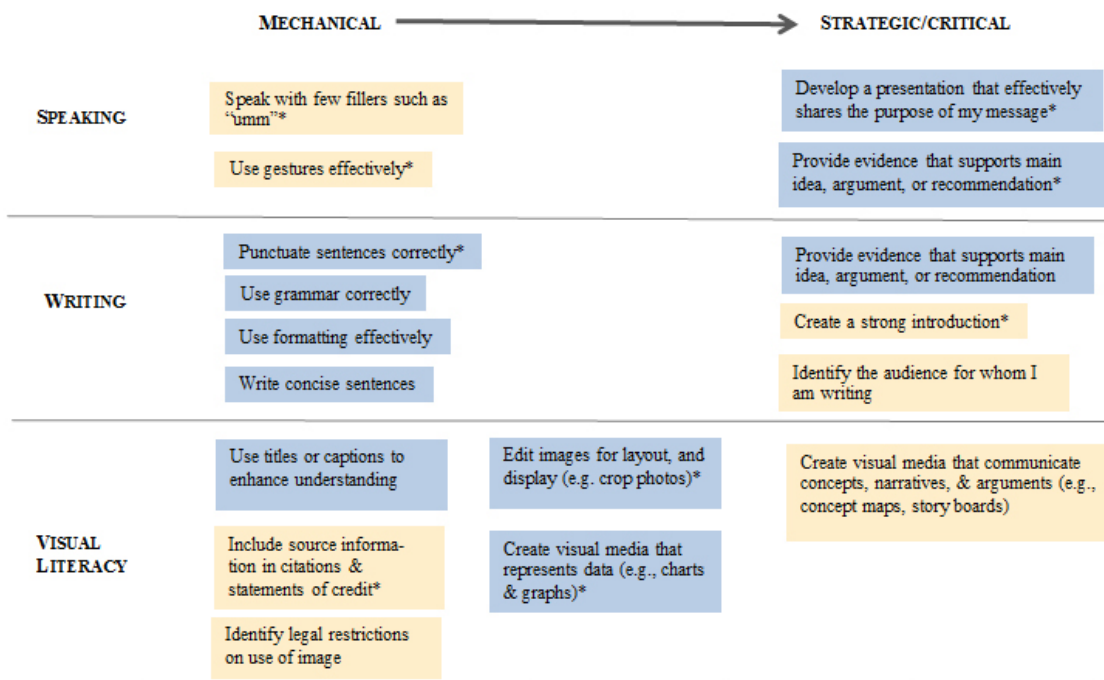 MECHANICAL
STRATEGIC/CRITICAL
SPEAKING
Speak with few fillers such as
“umm”*
Use gestures effectively*
Develop a presentation that effectively
shares the purpose of my message*
Provide evidence that supports main
idea, argument, or recommendation*
WRITING
Punctuate sentences correctly*
Use grammar correctly
Use formatting effectively
Write concise sentences
Provide evidence that supports main
idea, argument, or recommendation
Create a strong introduction*
Identify the audience for whom I
am writing
VISUAL
LITERACY
Use titles or captions to
enhance understanding
Include source informa-
tion in citations &
statements of credit*
Identify legal restrictions
on use of image
Edit images for layout, and
display (e.g. crop photos)*
Create visual media that
represents data (e.g., charts
& graphs)*
Create visual media that communicate
concepts, narratives, & arguments (e.g.,
concept maps, story boards)